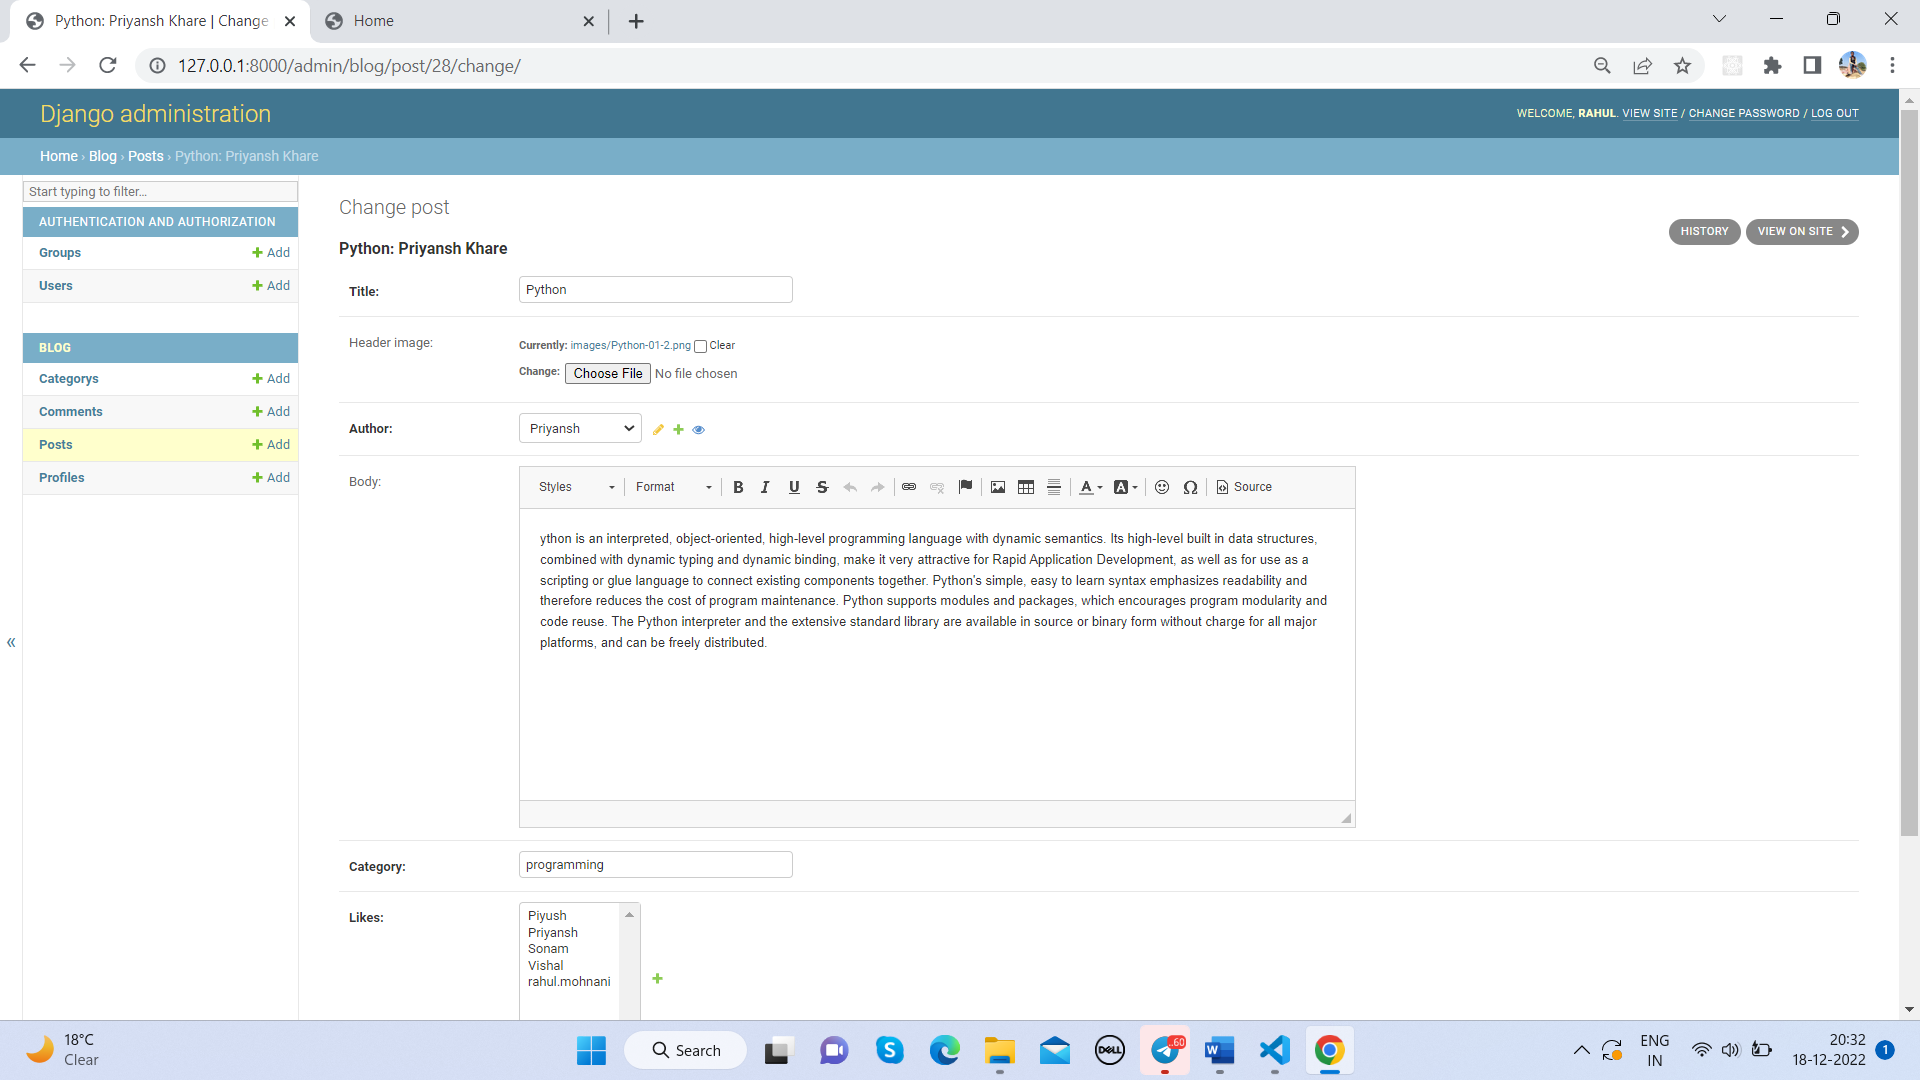 Python: Priyansh Khare | Change
Home
127.0.0.1:8000/admin/blog/post/28/change/
Django administration
WELCOME, RAHUL. VIEW SITE / CHANGE PASSWORD / LOG OUT
Home › Blog › Posts › Python: Priyansh Khare
Start typing to filter...
AUTHENTICATION AND AUTHORIZATION
Groups + Add
Users + Add
BLOG
Categorys + Add
Comments + Add
Posts + Add
Profiles + Add
«
Change post
HISTORY
VIEW ON SITE
Python: Priyansh Khare
Title: Python
Header image: Currently: images/Python-01-2.png Clear
Change: Choose File No file chosen
Author: Priyansh
Body:
Styles Format B I U S A A Ω Source
ython is an interpreted, object-oriented, high-level programming language with dynamic semantics. Its high-level built in data structures,
combined with dynamic typing and dynamic binding, make it very attractive for Rapid Application Development, as well as for use as a
scripting or glue language to connect existing components together. Python's simple, easy to learn syntax emphasizes readability and
therefore reduces the cost of program maintenance. Python supports modules and packages, which encourages program modularity and
code reuse. The Python interpreter and the extensive standard library are available in source or binary form without charge for all major
platforms, and can be freely distributed.
Category: programming
Likes:
Piyush
Priyansh
Sonam
Vishal
rahul.mohnani
18°C
Clear
Search
S
DELL
..60
W
ENG
IN
20:32
18-12-2022
1